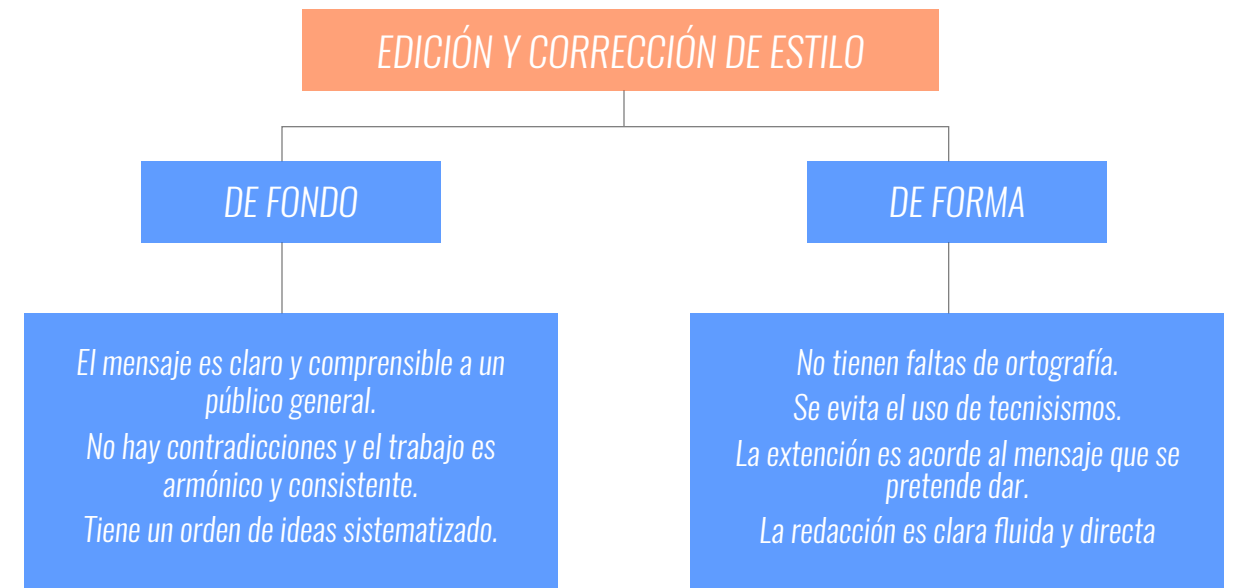 EDICIÓN Y CORRECCIÓN DE ESTILO
DE FONDO
DE FORMA
El mensaje es claro y comprensible a un
público general.
No hay contradicciones y el trabajo es
armónico y consistente.
Tiene un orden de ideas sistematizado.
No tienen faltas de ortografía.
Se evita el uso de tecnisismos.
La extención es acorde al mensaje que se
pretende dar.
La redacción es clara fluida y directa